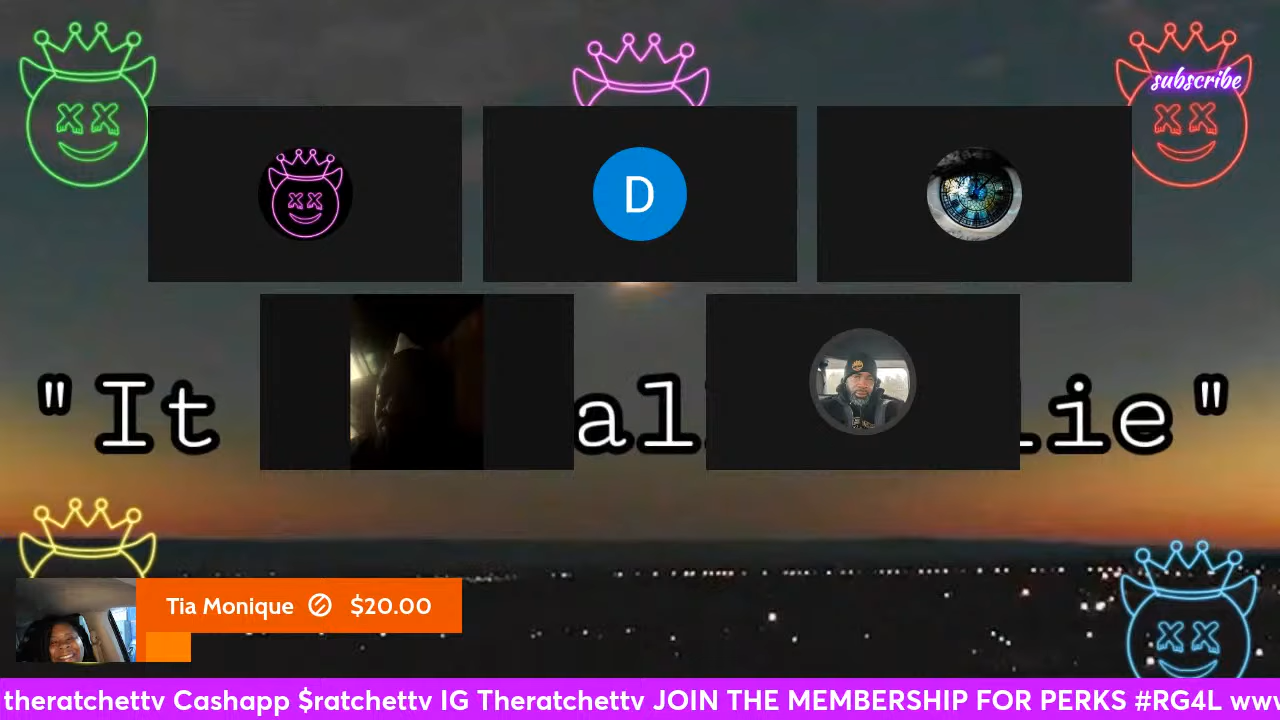 subscribe
D
"It al ie"
Tia Monique $20.00
theratchettv Cashapp $ratchettv IG Theratchettv JOIN THE MEMBERSHIP FOR PERKS #RG4L www